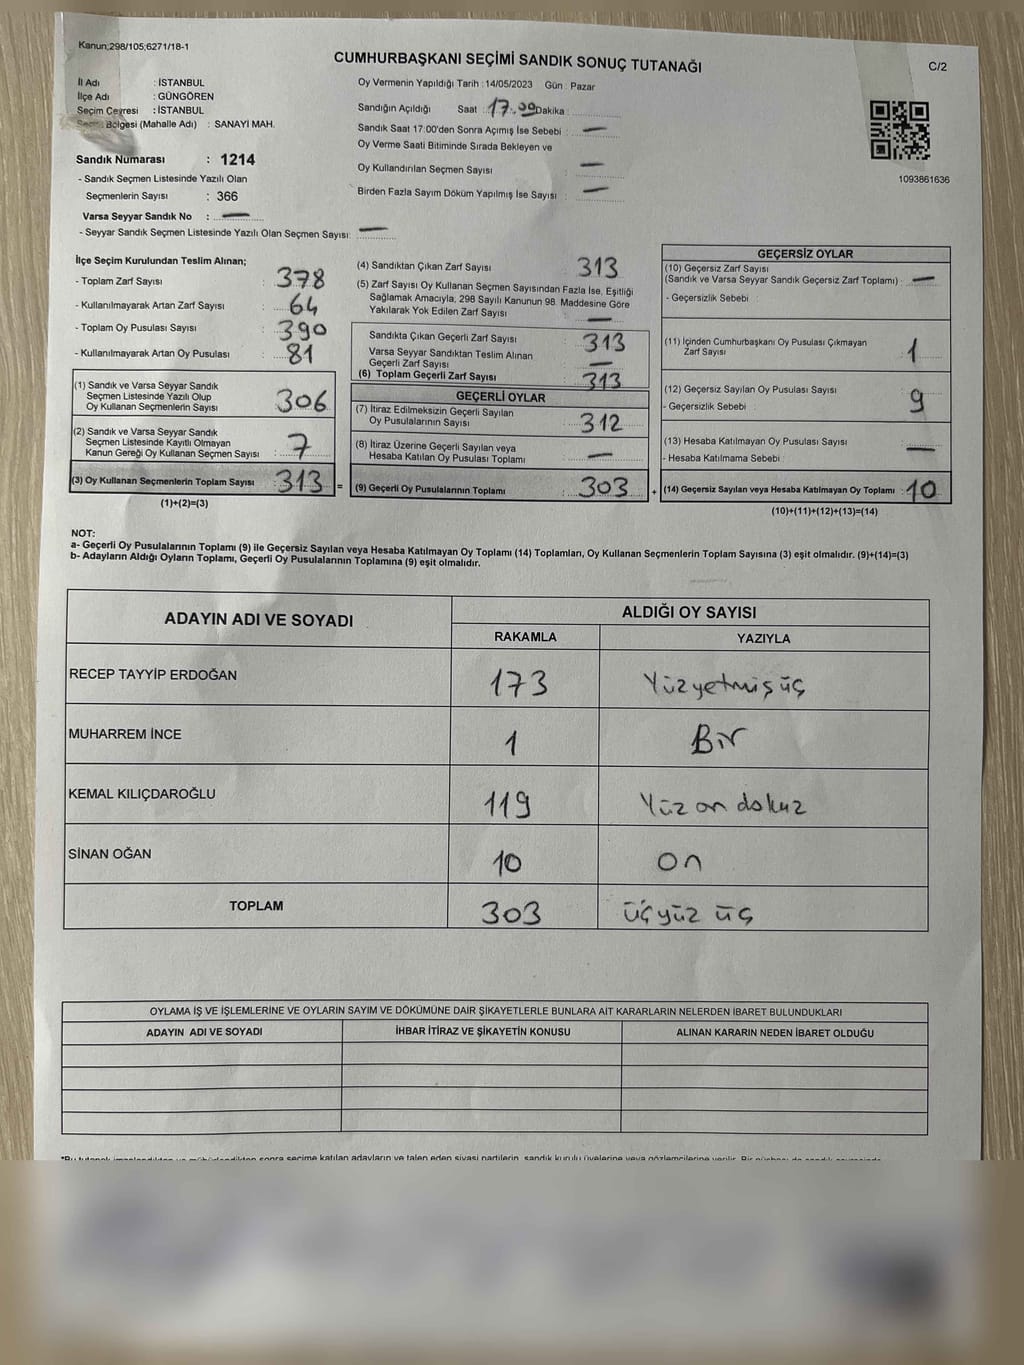 Kanun;298/105;6271/18-1
CUMHURBAŞKANI SEÇİMİ SANDIK SONUÇ TUTANAĞI
C/2
İl Adı : İSTANBUL
İlçe Adı : GÜNGÖREN
Seçim Çevresi : İSTANBUL
Seçim Bölgesi (Mahalle Adı) : SANAYİ MAH.
Sandık Numarası : 1214
- Sandık Seçmen Listesinde Yazılı Olan
Seçmenlerin Sayısı : 366
Varsa Seyyar Sandık No : —
- Seyyar Sandık Seçmen Listesinde Yazılı Olan Seçmen Sayısı: —
Oy Vermenin Yapıldığı Tarih : 14/05/2023 Gün : Pazar
Sandığın Açıldığı Saat : 17.00 Dakika :
Sandık Saat 17:00'den Sonra Açımış İse Sebebi : —
Oy Verme Saati Bitiminde Sırada Bekleyen ve
Oy Kullandırılan Seçmen Sayısı : —
Birden Fazla Sayım Döküm Yapılmış İse Sayısı : —
1093861636
İlçe Seçim Kurulundan Teslim Alınan;
- Toplam Zarf Sayısı : 378
- Kullanılmayarak Artan Zarf Sayısı : 64
- Toplam Oy Pusulası Sayısı : 390
- Kullanılmayarak Artan Oy Pusulası : 81
(1) Sandık ve Varsa Seyyar Sandık
Seçmen Listesinde Yazılı Olup
Oy Kullanan Seçmenlerin Sayısı : 306
(2) Sandık ve Varsa Seyyar Sandık
Seçmen Listesinde Kayıtlı Olmayan
Kanun Gereği Oy Kullanan Seçmen Sayısı : 7
(3) Oy Kullanan Seçmenlerin Toplam Sayısı : 313 =
(1)+(2)=(3)
(4) Sandıktan Çıkan Zarf Sayısı 313
(5) Zarf Sayısı Oy Kullanan Seçmen Sayısından Fazla İse, Eşitliği
Sağlamak Amacıyla, 298 Sayılı Kanunun 98. Maddesine Göre
Yakılarak Yok Edilen Zarf Sayısı —
Sandıkta Çıkan Geçerli Zarf Sayısı : 313
Varsa Seyyar Sandıktan Teslim Alınan
Geçerli Zarf Sayısı : —
(6) Toplam Geçerli Zarf Sayısı : 313
GEÇERLİ OYLAR
(7) İtiraz Edilmeksizin Geçerli Sayılan
Oy Pusulalarının Sayısı : 312
(8) İtiraz Üzerine Geçerli Sayılan veya
Hesaba Katılan Oy Pusulası Toplamı : —
(9) Geçerli Oy Pusulalarının Toplamı : 303 +
GEÇERSİZ OYLAR
(10) Geçersiz Zarf Sayısı
(Sandık ve Varsa Seyyar Sandık Geçersiz Zarf Toplamı) : —
- Geçersizlik Sebebi :
(11) İçinden Cumhurbaşkanı Oy Pusulası Çıkmayan
Zarf Sayısı : 1
(12) Geçersiz Sayılan Oy Pusulası Sayısı : 9
- Geçersizlik Sebebi :
(13) Hesaba Katılmayan Oy Pusulası Sayısı : —
- Hesaba Katılmama Sebebi :
(14) Geçersiz Sayılan veya Hesaba Katılmayan Oy Toplamı : 10
(10)+(11)+(12)+(13)=(14)
NOT:
a- Geçerli Oy Pusulalarının Toplamı (9) ile Geçersiz Sayılan veya Hesaba Katılmayan Oy Toplamı (14) Toplamları, Oy Kullanan Seçmenlerin Toplam Sayısına (3) eşit olmalıdır. (9)+(14)=(3)
b- Adayların Aldığı Oyların Toplamı, Geçerli Oy Pusulalarının Toplamına (9) eşit olmalıdır.
ADAYIN ADI VE SOYADI
ALDIĞI OY SAYISI
RAKAMLA YAZIYLA
RECEP TAYYİP ERDOĞAN 173 Yüzyetmişüç
MUHARREM İNCE 1 Bir
KEMAL KILIÇDAROĞLU 119 Yüz on dokuz
SİNAN OĞAN 10 on
TOPLAM 303 üçyüz üç
OYLAMA İŞ VE İŞLEMLERİNE VE OYLARIN SAYIM VE DÖKÜMÜNE DAİR ŞİKAYETLERLE BUNLARA AİT KARARLARIN NELERDEN İBARET BULUNDUKLARI
ADAYIN ADI VE SOYADI İHBAR İTİRAZ VE ŞİKAYETİN KONUSU ALINAN KARARIN NEDEN İBARET OLDUĞU